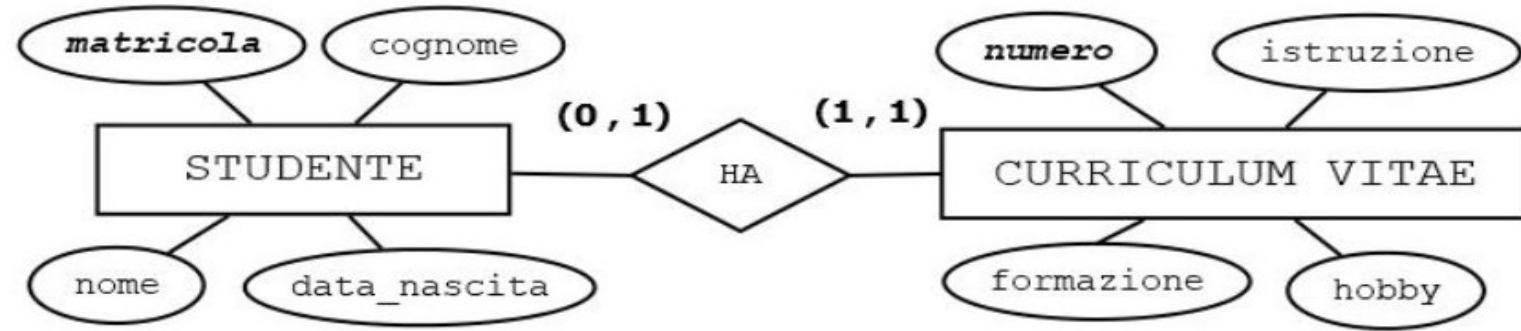 matricola cognome numero istruzione
(0,1) (1,1)
STUDENTE HA CURRICULUM VITAE
nome data_nascita formazione hobby